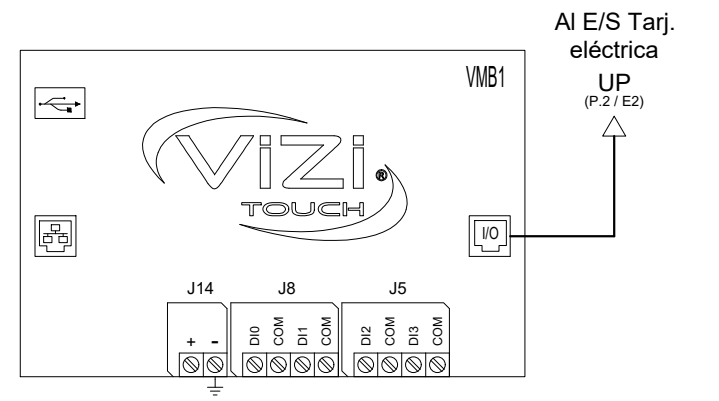 Al E/S Tarj.
eléctrica
UP
(P.2 / E2)
VMB1
ViZi
®
TOUCH
I/O
J14
J8
J5
+ -
DI0 COM DI1 COM
DI2 COM DI3 COM